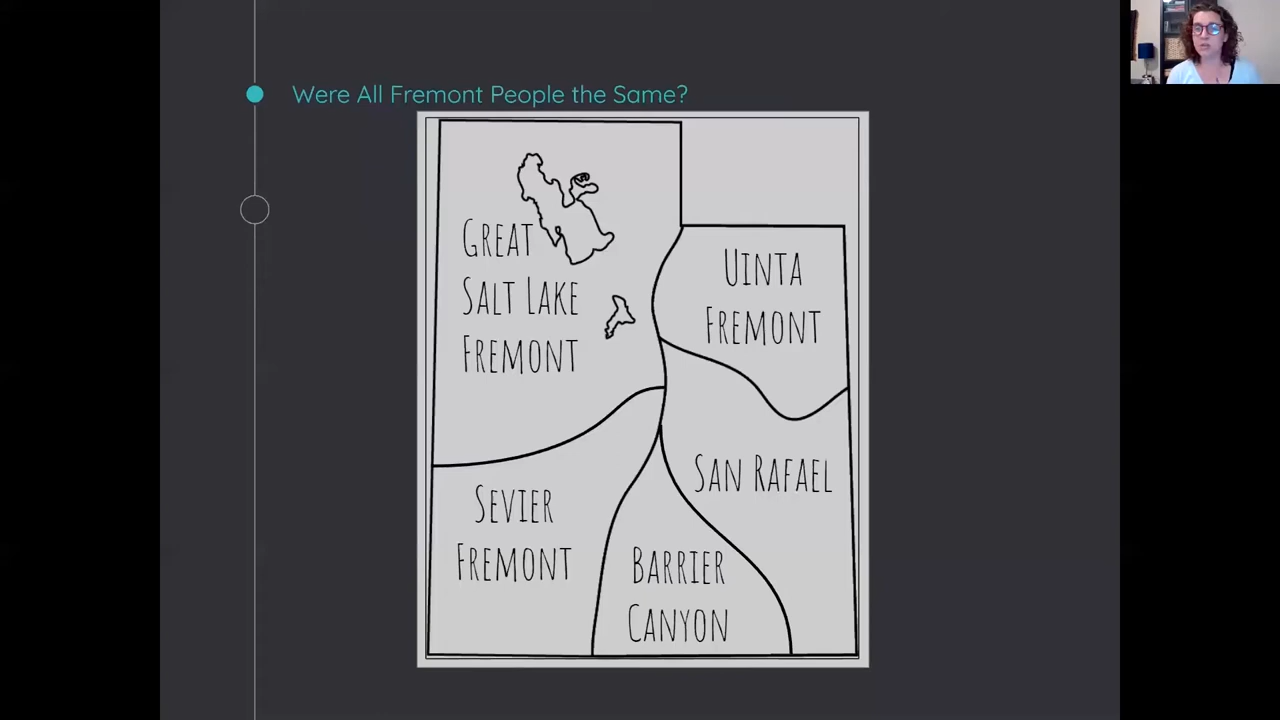 Were All Fremont People the Same?
GREAT
SALT LAKE
FREMONT
UINTA
FREMONT
SAN RAFAEL
SEVIER
FREMONT
BARRIER
CANYON